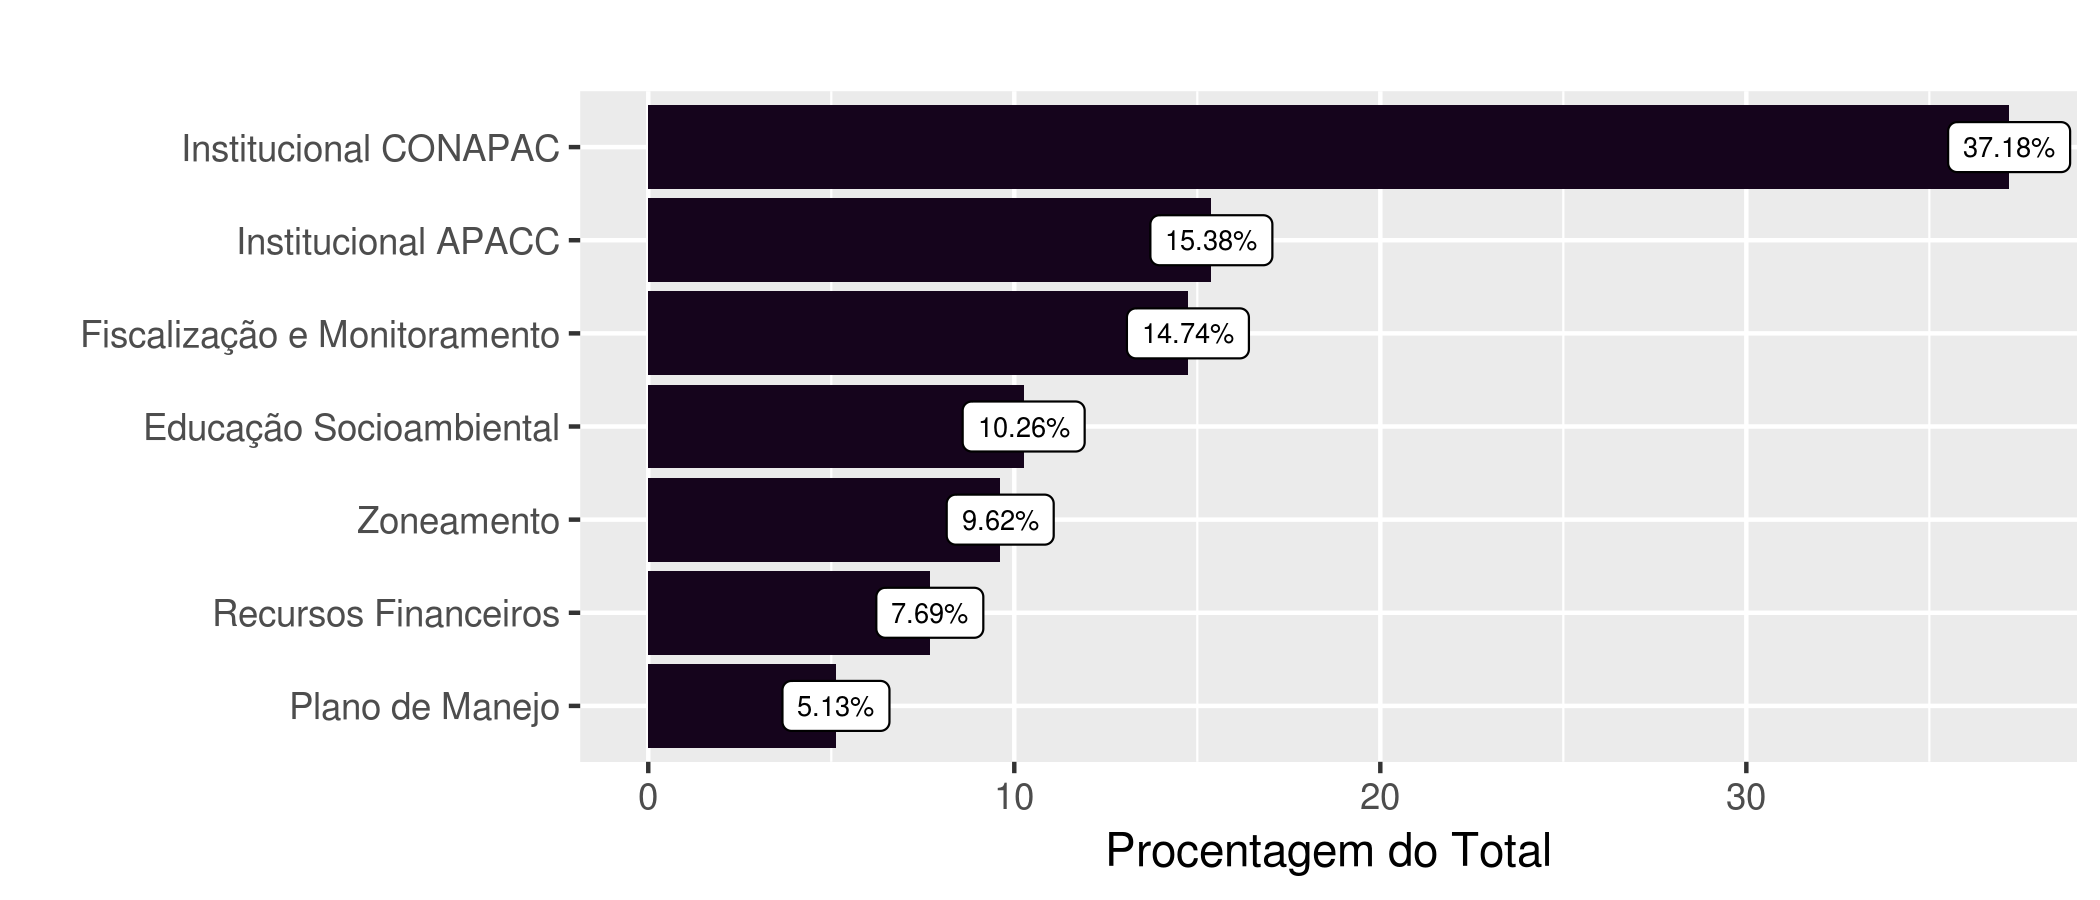 Institucional CONAPAC
37.18%
Institucional APACC
15.38%
Fiscalização e Monitoramento
14.74%
Educação Socioambiental
10.26%
Zoneamento
9.62%
Recursos Financeiros
7.69%
Plano de Manejo
5.13%
0 10 20 30
Procentagem do Total